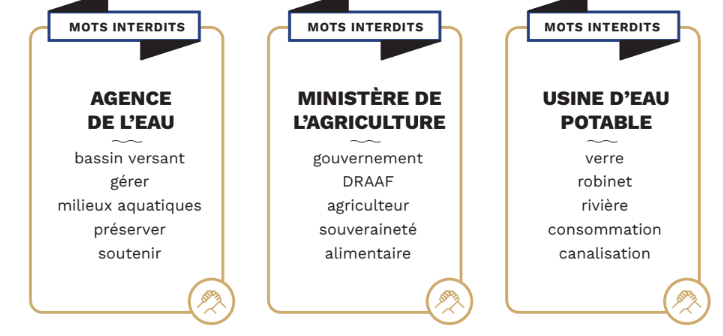 MOTS INTERDITS
AGENCE
DE L'EAU
bassin versant
gérer
milieux aquatiques
préserver
soutenir
MOTS INTERDITS
MINISTÈRE DE
L'AGRICULTURE
gouvernement
DRAAF
agriculteur
souveraineté
alimentaire
MOTS INTERDITS
USINE D'EAU
POTABLE
verre
robinet
rivière
consommation
canalisation